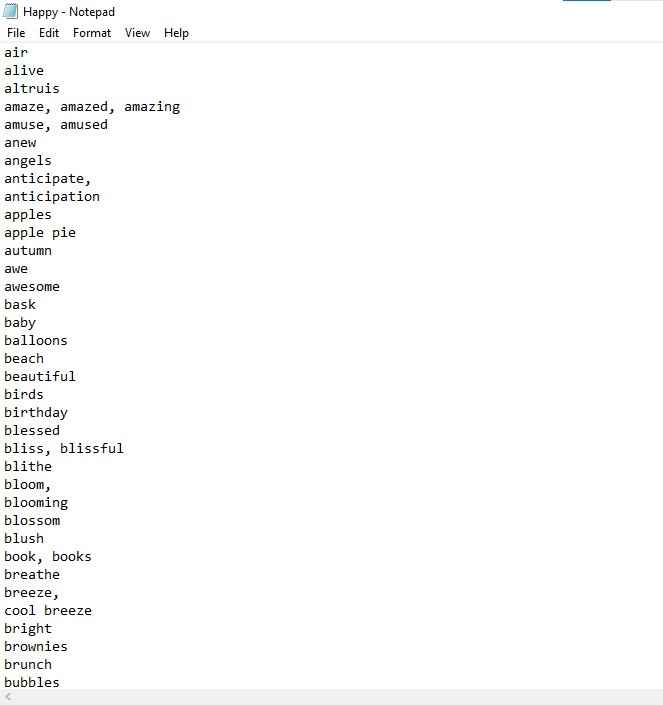 Happy - Notepad
File Edit Format View Help
air
alive
altruis
amaze, amazed, amazing
amuse, amused
anew
angels
anticipate,
anticipation
apples
apple pie
autumn
awe
awesome
bask
baby
balloons
beach
beautiful
birds
birthday
blessed
bliss, blissful
blithe
bloom,
blooming
blossom
blush
book, books
breathe
breeze,
cool breeze
bright
brownies
brunch
bubbles